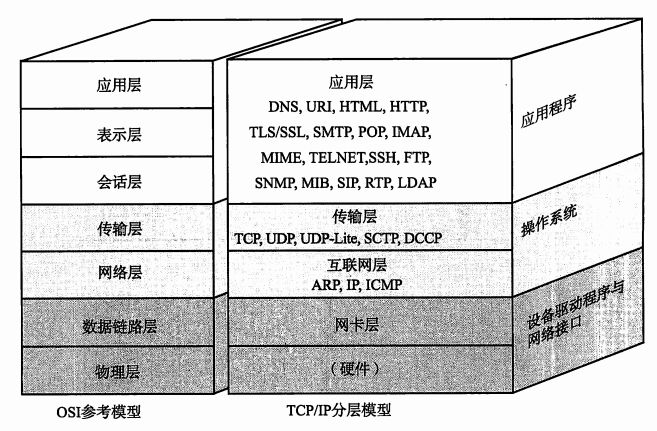 应用层
表示层
会话层
传输层
网络层
数据链路层
物理层
OSI参考模型
应用层
DNS, URI, HTML, HTTP,
TLS/SSL, SMTP, POP, IMAP,
MIME, TELNET,SSH, FTP,
SNMP, MIB, SIP, RTP, LDAP
传输层
TCP, UDP, UDP-Lite, SCTP, DCCP
互联网层
ARP, IP, ICMP
网卡层
（硬件）
TCP/IP分层模型
应用程序
操作系统
设备驱动程序与
网络接口